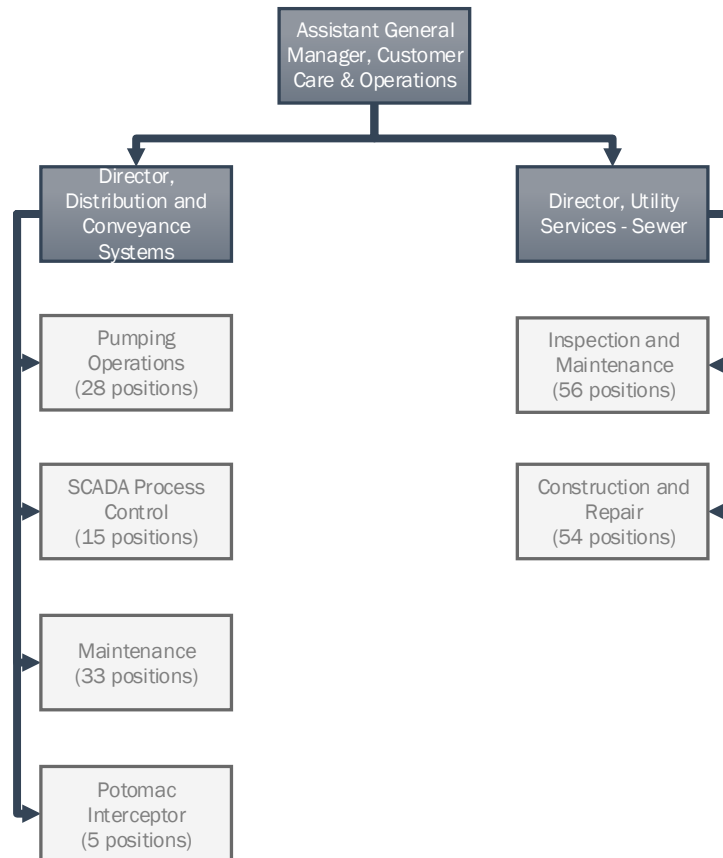 Assistant General
Manager, Customer
Care & Operations
Director,
Distribution and
Conveyance
Systems
Director, Utility
Services - Sewer
Pumping
Operations
(28 positions)
Inspection and
Maintenance
(56 positions)
SCADA Process
Control
(15 positions)
Construction and
Repair
(54 positions)
Maintenance
(33 positions)
Potomac
Interceptor
(5 positions)